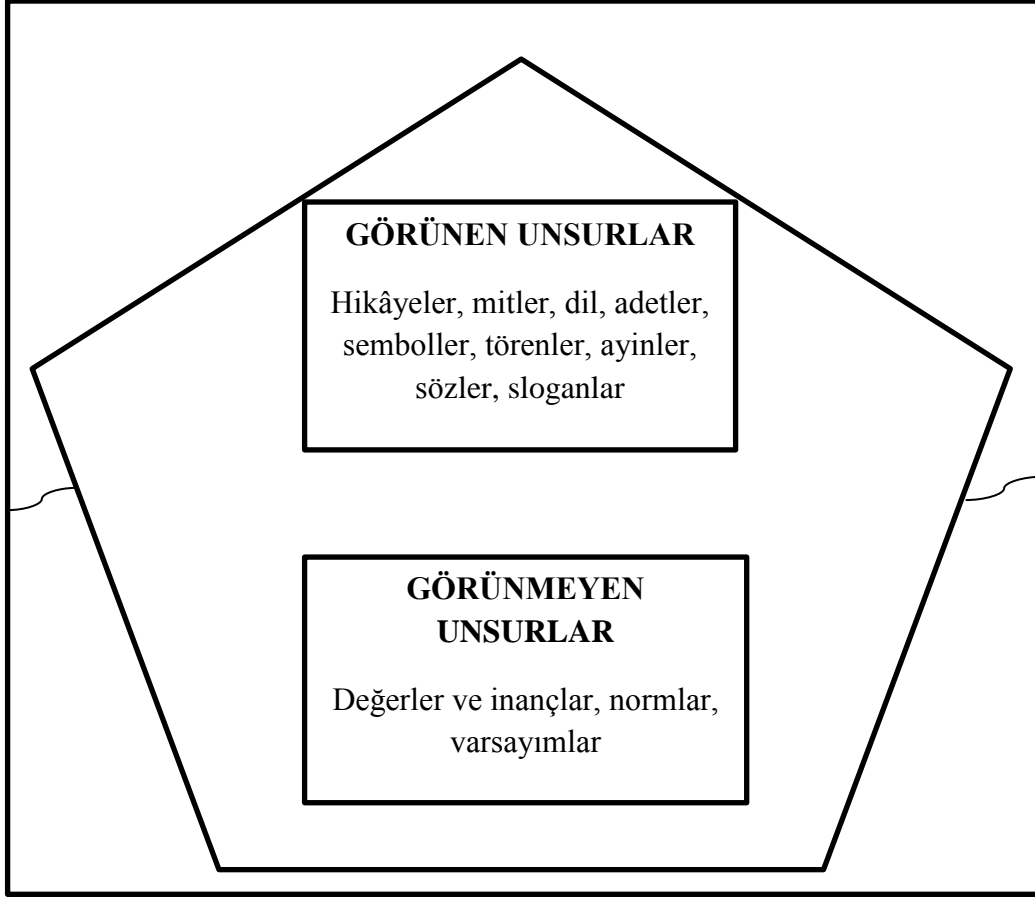 GÖRÜNEN UNSURLAR
Hikâyeler, mitler, dil, adetler,
semboller, törenler, ayinler,
sözler, sloganlar
GÖRÜNMEYEN
UNSURLAR
Değerler ve inançlar, normlar,
varsayımlar